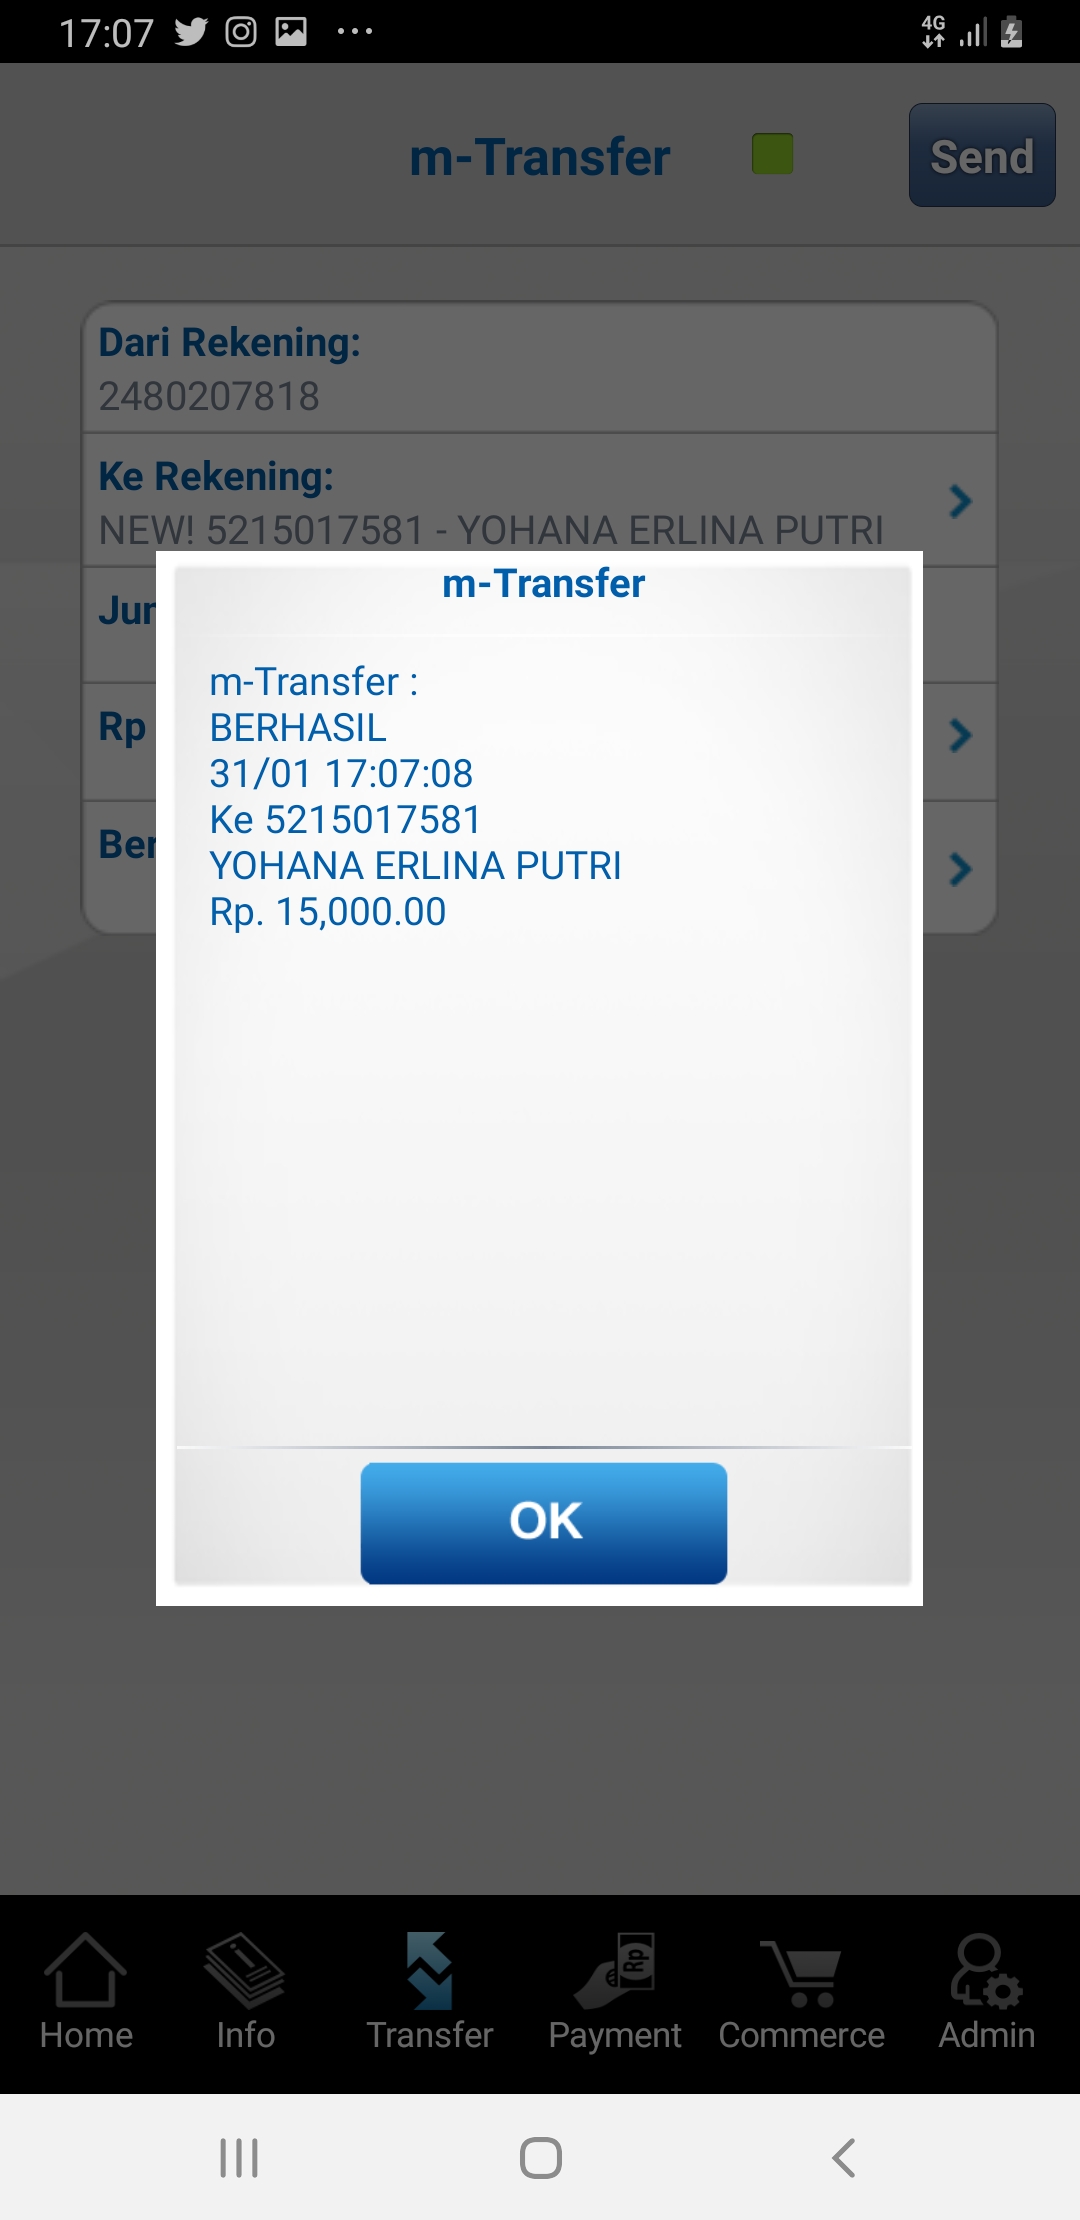 17:07
4G
m-Transfer
Send
Dari Rekening:
2480207818
Ke Rekening:
NEW! 5215017581 - YOHANA ERLINA PUTRI
Jun
Rp
Ber
m-Transfer
m-Transfer :
BERHASIL
31/01 17:07:08
Ke 5215017581
YOHANA ERLINA PUTRI
Rp. 15,000.00
OK
Rp
Home Info Transfer Payment Commerce Admin